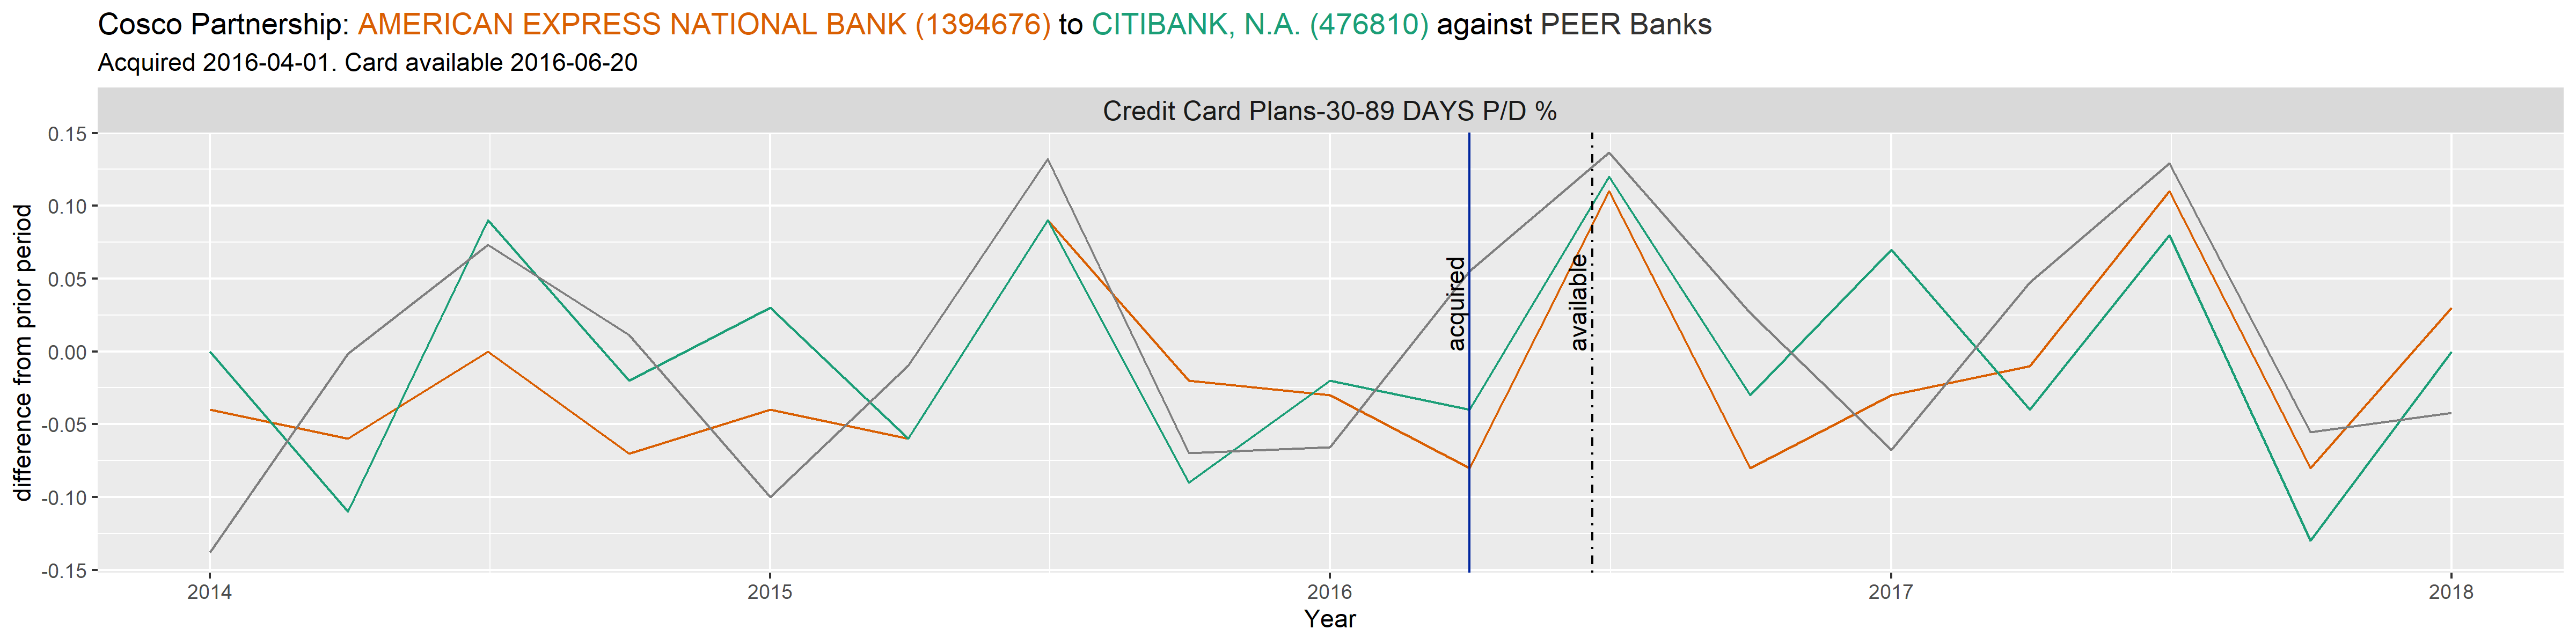 Cosco Partnership: AMERICAN EXPRESS NATIONAL BANK (1394676) to CITIBANK, N.A. (476810) against PEER Banks
Acquired 2016-04-01. Card available 2016-06-20
Credit Card Plans-30-89 DAYS P/D %
difference from prior period
0.15
0.10
0.05
0.00
-0.05
-0.10
-0.15
acquired
available
2014
2015
2016
2017
2018
Year